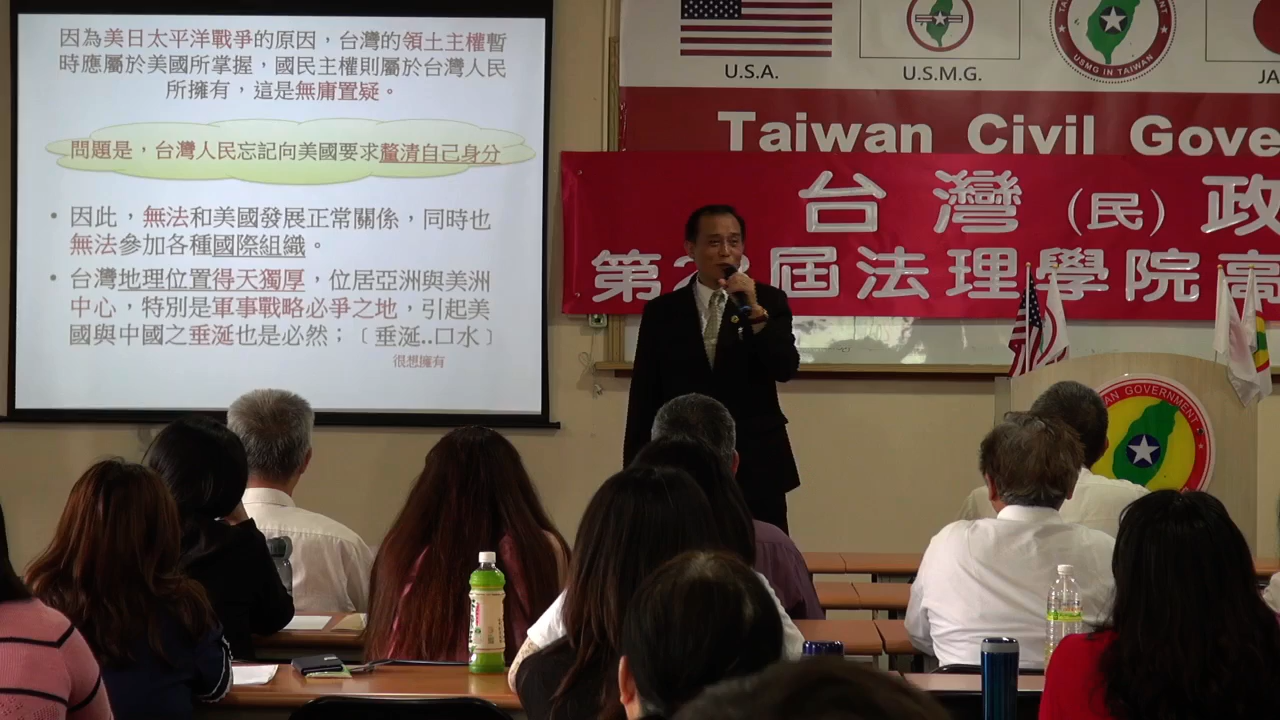 因為美日太平洋戰爭的原因，台灣的領土主權暫
時應屬於美國所掌握，國民主權則屬於台灣人民
所擁有，這是無庸置疑。
問題是，台灣人民忘記向美國要求釐清自己身分
• 因此，無法和美國發展正常關係，同時也
無法參加各種國際組織。
• 台灣地理位置得天獨厚，位居亞洲與美洲
中心，特別是軍事戰略必爭之地，引起美
國與中國之垂涎也是必然；﹝垂涎..口水﹞
很想擁有
U.S.A.
U.S.M.G.
USMG IN TAIWAN
JA
Taiwan Civil Gove
台灣（民）政
第2 屆法理學院高
AN GOVERNMENT